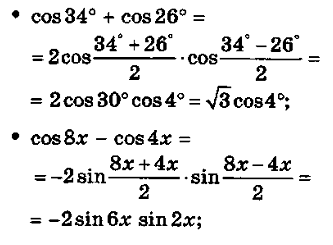 • cos 34° + cos 26° =
= 2cos (34° + 26°)/2 · cos (34° − 26°)/2 =
= 2 cos 30° cos 4° = √3 cos 4°;
• cos 8x − cos 4x =
= −2 sin (8x + 4x)/2 · sin (8x − 4x)/2 =
= −2 sin 6x sin 2x;